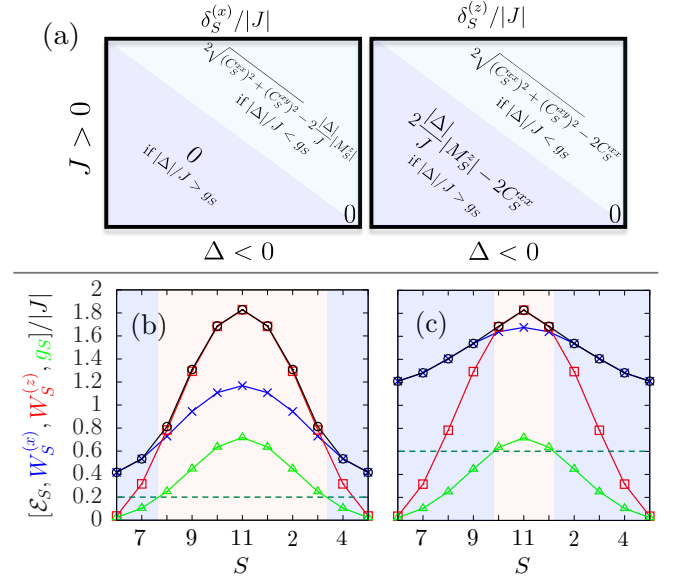 δ_S^{(x)}/|J| δ_S^{(z)}/|J|
(a)
J > 0
2√((C_S^{xx})² + (C_S^{xy})²) − 2 |Δ|/J |M_S^z|
if |Δ|/J < g_S
0
if |Δ|/J > g_S
0
2√((C_S^{xx})² + (C_S^{xy})²) − 2C_S^{xx}
if |Δ|/J < g_S
2 |Δ|/J |M_S^z| − 2C_S^{xx}
if |Δ|/J > g_S
0
Δ < 0 Δ < 0
[ℰ_S, W_S^{(x)}, W_S^{(z)}, g_S]/|J|
2
1.8
1.6
1.4
1.2
1
0.8
0.6
0.4
0.2
0
(b) (c)
7 9 11 2 4 7 9 11 2 4
S S